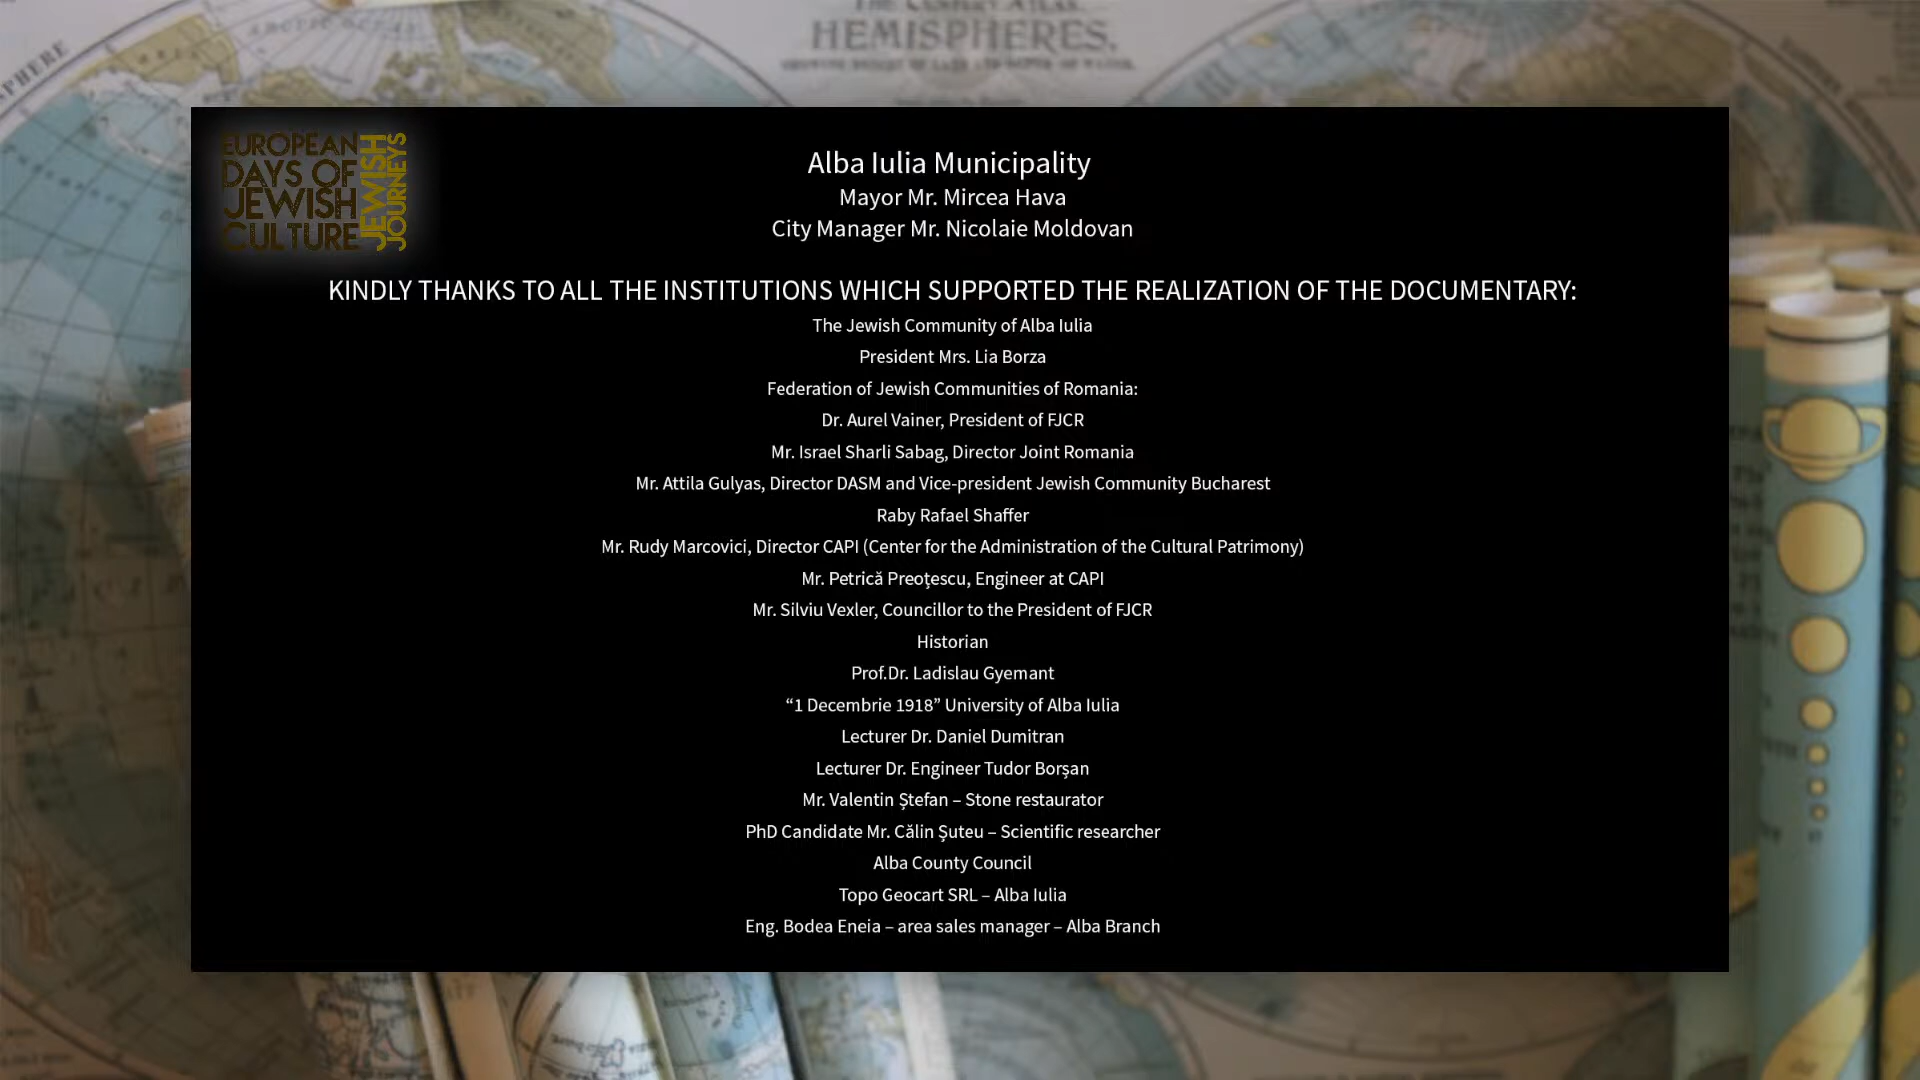 THE CENTURY ATLAS.
HEMISPHERES.
SPHERE
EUROPEAN
DAYS OF
JEWISH
CULTURE
JEWISH
JOURNEYS
Alba Iulia Municipality
Mayor Mr. Mircea Hava
City Manager Mr. Nicolaie Moldovan
KINDLY THANKS TO ALL THE INSTITUTIONS WHICH SUPPORTED THE REALIZATION OF THE DOCUMENTARY:
The Jewish Community of Alba Iulia
President Mrs. Lia Borza
Federation of Jewish Communities of Romania:
Dr. Aurel Vainer, President of FJCR
Mr. Israel Sharli Sabag, Director Joint Romania
Mr. Attila Gulyas, Director DASM and Vice-president Jewish Community Bucharest
Raby Rafael Shaffer
Mr. Rudy Marcovici, Director CAPI (Center for the Administration of the Cultural Patrimony)
Mr. Petrică Preoțescu, Engineer at CAPI
Mr. Silviu Vexler, Councillor to the President of FJCR
Historian
Prof.Dr. Ladislau Gyemant
“1 Decembrie 1918” University of Alba Iulia
Lecturer Dr. Daniel Dumitran
Lecturer Dr. Engineer Tudor Borșan
Mr. Valentin Ștefan – Stone restaurator
PhD Candidate Mr. Călin Șuteu – Scientific researcher
Alba County Council
Topo Geocart SRL – Alba Iulia
Eng. Bodea Eneia – area sales manager – Alba Branch